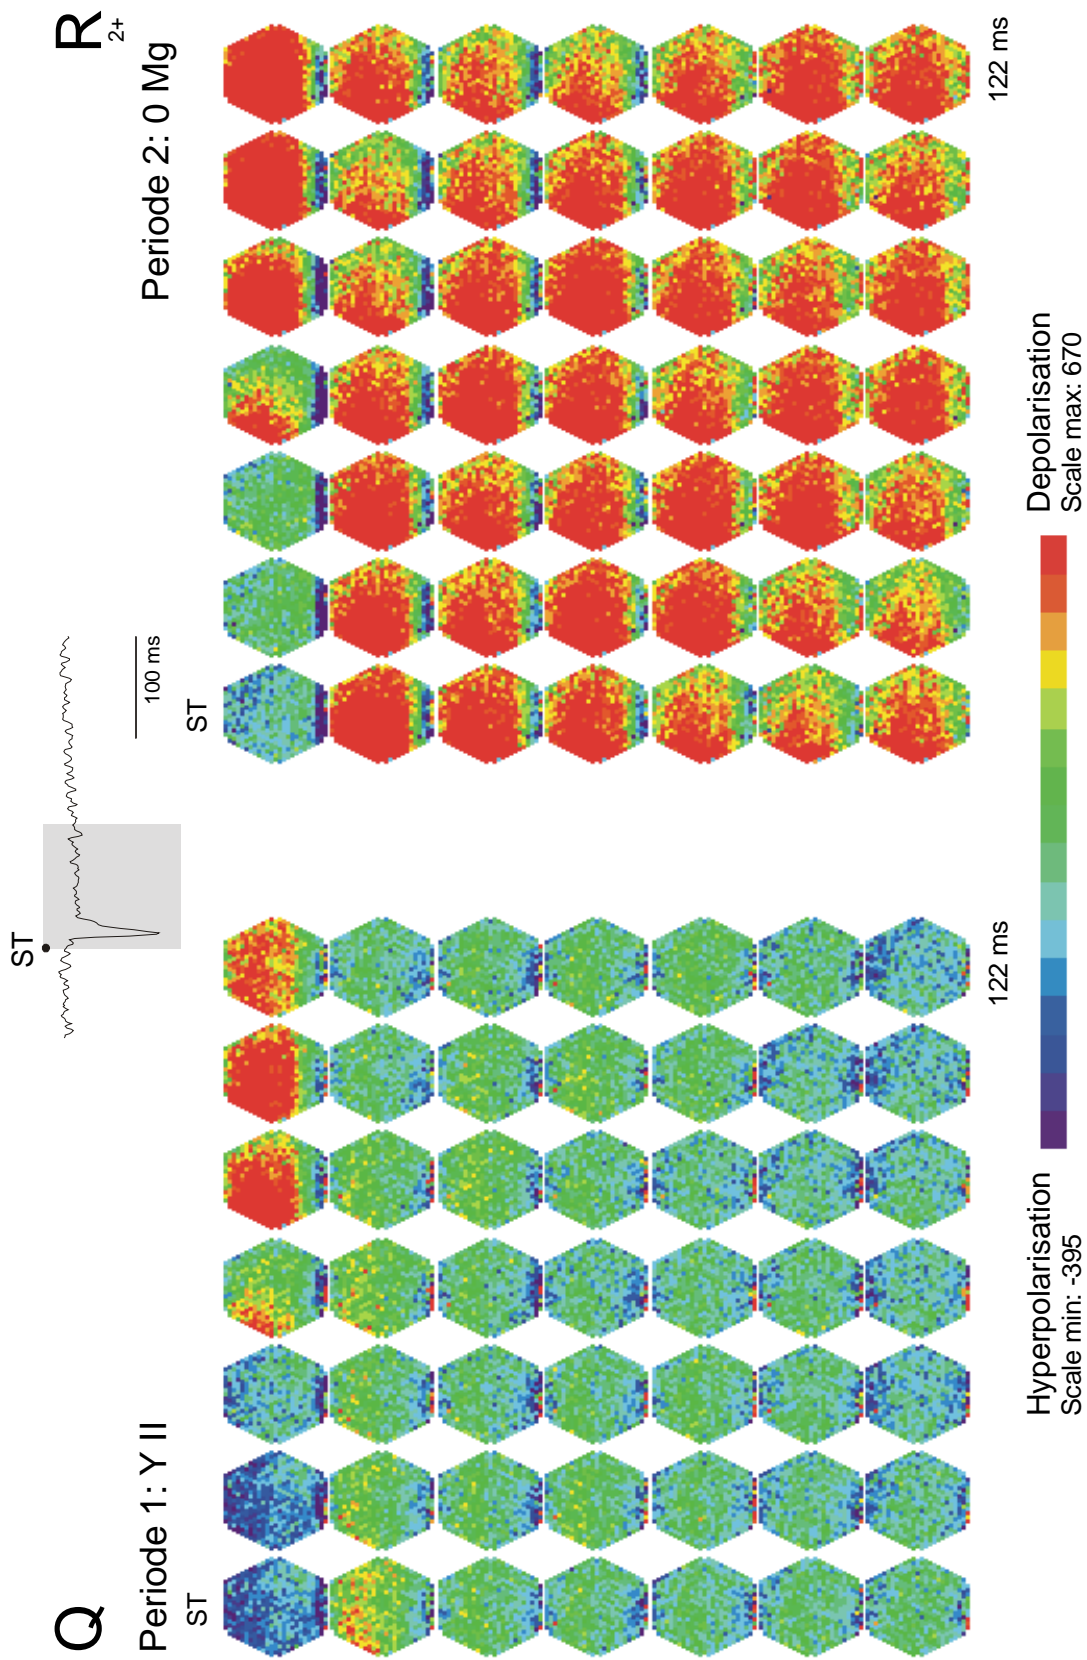 Q
Periode 1: Y II
ST
122 ms
ST
100 ms
R
Periode 2: 0 Mg2+
ST
122 ms
Hyperpolarisation
Scale min: -395
Depolarisation
Scale max: 670